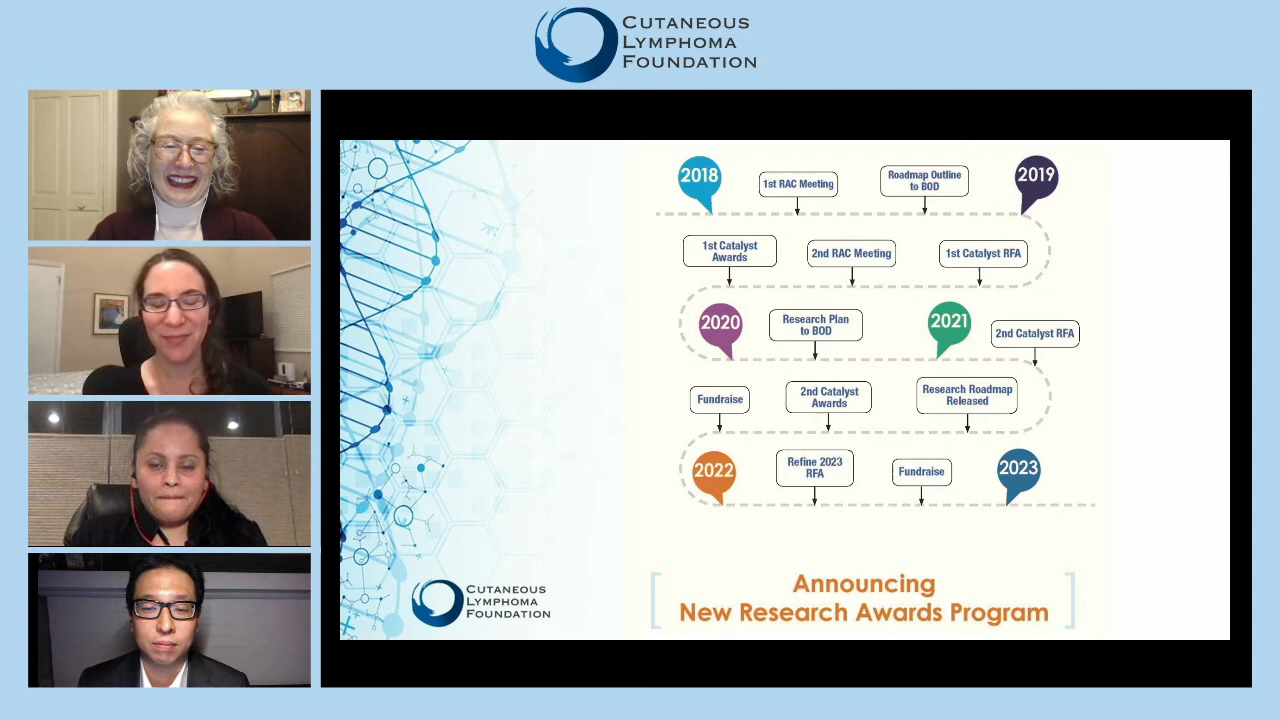 CUTANEOUS
LYMPHOMA
FOUNDATION
2018
1st RAC Meeting
Roadmap Outline
to BOD
2019
1st Catalyst
Awards
2nd RAC Meeting
1st Catalyst RFA
2020
Research Plan
to BOD
2021
2nd Catalyst RFA
Fundraise
2nd Catalyst
Awards
Research Roadmap
Released
2022
Refine 2023
RFA
Fundraise
2023
CUTANEOUS
LYMPHOMA
FOUNDATION
Announcing
New Research Awards Program